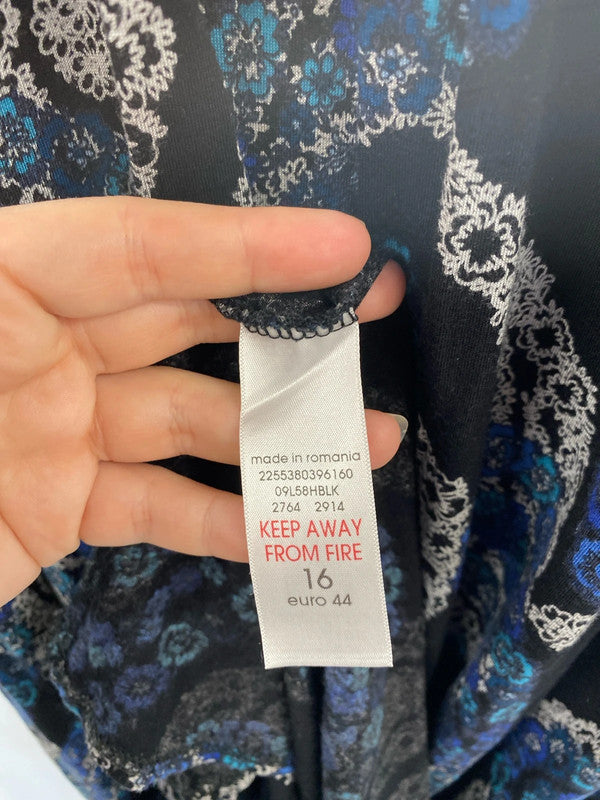 made in romania
2255380396160
09L58HBLK
2764 2914
KEEP AWAY
FROM FIRE
16
euro 44